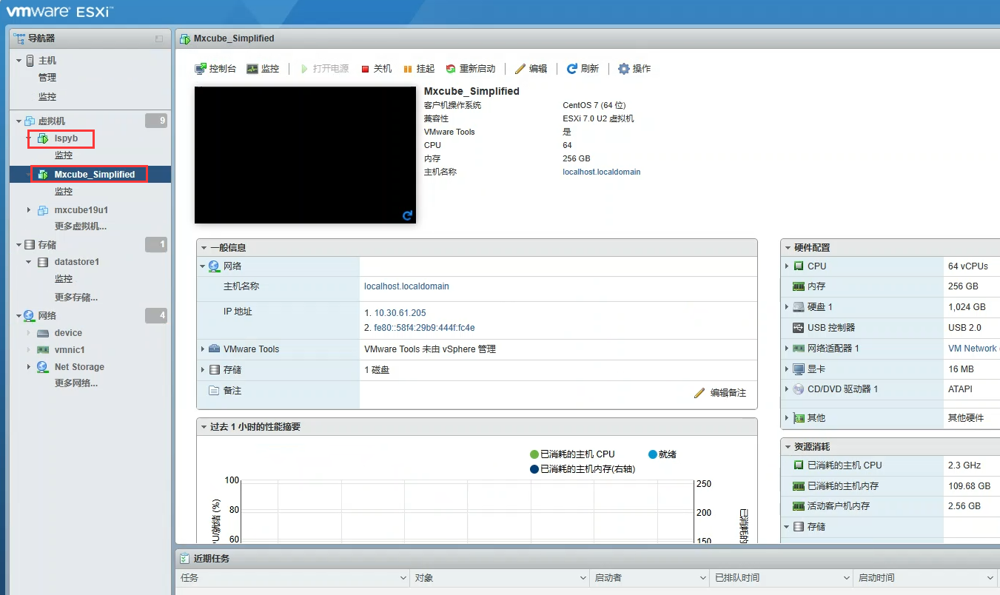 vmware ESXi™
导航器
主机
管理
监控
虚拟机 9
Ispyb
监控
Mxcube_Simplified
监控
mxcube19u1
更多虚拟机...
存储 1
datastore1
监控
更多存储...
网络 4
device
vmnic1
Net Storage
更多网络...
Mxcube_Simplified
控制台 监控 打开电源 关机 挂起 重新启动 编辑 刷新 操作
Mxcube_Simplified
客户机操作系统 CentOS 7 (64 位)
兼容性 ESXi 7.0 U2 虚拟机
VMware Tools 是
CPU 64
内存 256 GB
主机名称 localhost.localdomain
一般信息
网络
主机名称 localhost.localdomain
IP 地址 1. 10.30.61.205
2. fe80::58f4:29b9:444f:fc4e
VMware Tools VMware Tools 未由 vSphere 管理
存储 1 磁盘
备注 编辑备注
硬件配置
CPU 64 vCPUs
内存 256 GB
硬盘 1 1,024 GB
USB 控制器 USB 2.0
网络适配器 1 VM Network
显卡 16 MB
CD/DVD 驱动器 1 ATAPI
其他 其他硬件
过去 1 小时的性能摘要
已消耗的主机 CPU 就绪
已消耗的主机内存(右轴)
100 250
80 200
60 150
资源消耗
已消耗的主机 CPU 2.3 GHz
已消耗的主机内存 109.68 GB
活动客户机内存 2.56 GB
存储
近期任务
任务 对象 启动者 已排队时间 启动时间